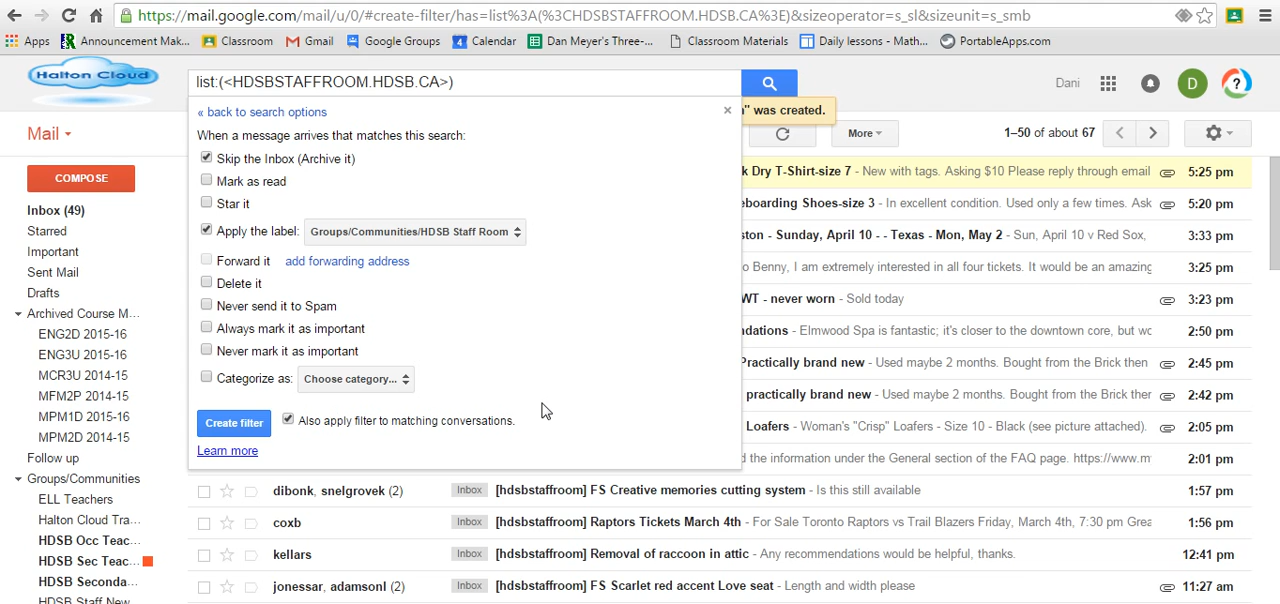 https://mail.google.com/mail/u/0/#create-filter/has=list%3A(%3CHDSBSTAFFROOM.HDSB.CA%3E)&sizeoperator=s_sl&sizeunit=s_smb
Apps Announcement Mak... Classroom Gmail Google Groups 4 Calendar Dan Meyer's Three-... Classroom Materials Daily lessons - Math... PortableApps.com
Halton Cloud list:(<HDSBSTAFFROOM.HDSB.CA>) Dani D ?
« back to search options × " was created.
Mail When a message arrives that matches this search: More 1–50 of about 67
Skip the Inbox (Archive it)
COMPOSE Mark as read k Dry T-Shirt-size 7 - New with tags. Asking $10 Please reply through email 5:25 pm
Inbox (49) Star it eboarding Shoes-size 3 - In excellent condition. Used only a few times. Ask 5:20 pm
Starred Apply the label: Groups/Communities/HDSB Staff Room ston - Sunday, April 10 - - Texas - Mon, May 2 - Sun, April 10 v Red Sox, 3:33 pm
Important Forward it add forwarding address o Benny, I am extremely interested in all four tickets. It would be an amazing 3:25 pm
Sent Mail Delete it
Drafts Never send it to Spam WT - never worn - Sold today 3:23 pm
Archived Course M... Always mark it as important ndations - Elmwood Spa is fantastic; it's closer to the downtown core, but wo 2:50 pm
ENG2D 2015-16 Never mark it as important Practically brand new - Used maybe 2 months. Bought from the Brick then 2:45 pm
ENG3U 2015-16
MCR3U 2014-15 Categorize as: Choose category...
MFM2P 2014-15 practically brand new - Used maybe 2 months. Bought from the Brick then 2:42 pm
MPM1D 2015-16 Create filter Also apply filter to matching conversations. Loafers - Woman's "Crisp" Loafers - Size 10 - Black (see picture attached). 2:05 pm
MPM2D 2014-15 Learn more
Follow up d the information under the General section of the FAQ page. https://www.m 2:01 pm
Groups/Communities dibonk, snelgrovek (2) Inbox [hdsbstaffroom] FS Creative memories cutting system - Is this still available 1:57 pm
ELL Teachers
Halton Cloud Tra... coxb Inbox [hdsbstaffroom] Raptors Tickets March 4th - For Sale Toronto Raptors vs Trail Blazers Friday, March 4th, 7:30 pm Grea 1:56 pm
HDSB Occ Teac...
HDSB Sec Teac... kellars Inbox [hdsbstaffroom] Removal of raccoon in attic - Any recommendations would be helpful, thanks. 12:41 pm
HDSB Seconda... jonessar, adamsonl (2) Inbox [hdsbstaffroom] FS Scarlet red accent Love seat - Length and width please 11:27 am
HDSB Staff New